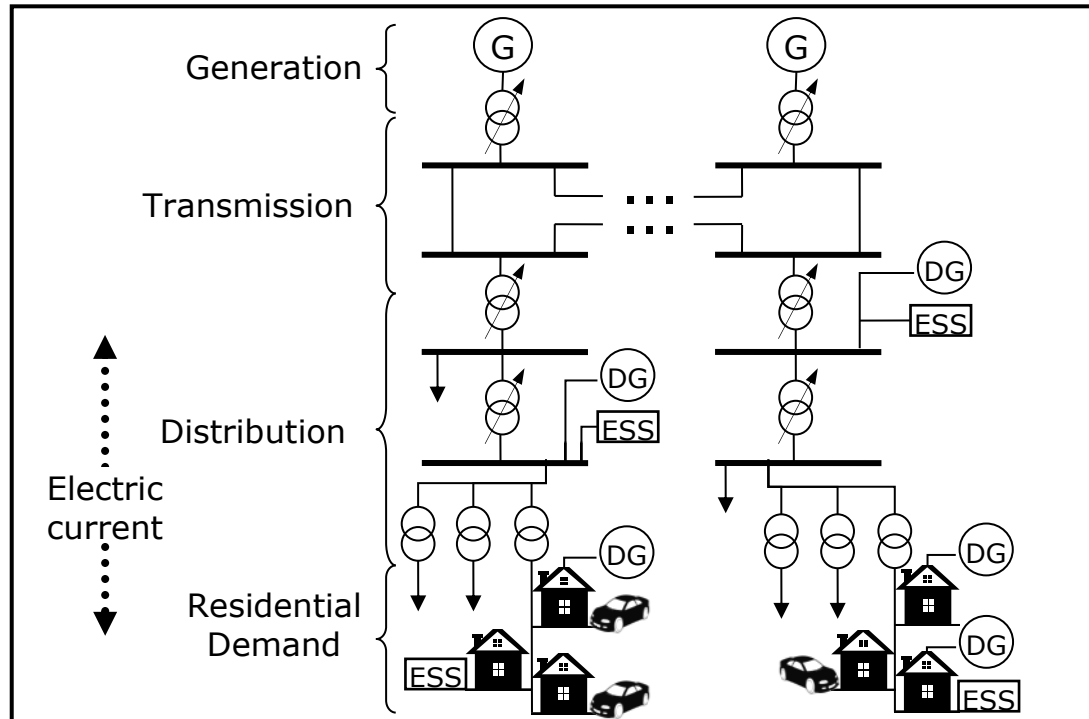 G
G
Generation
Transmission
DG
ESS
DG
ESS
Distribution
Electric
current
DG
DG
Residential
Demand
DG
ESS
ESS